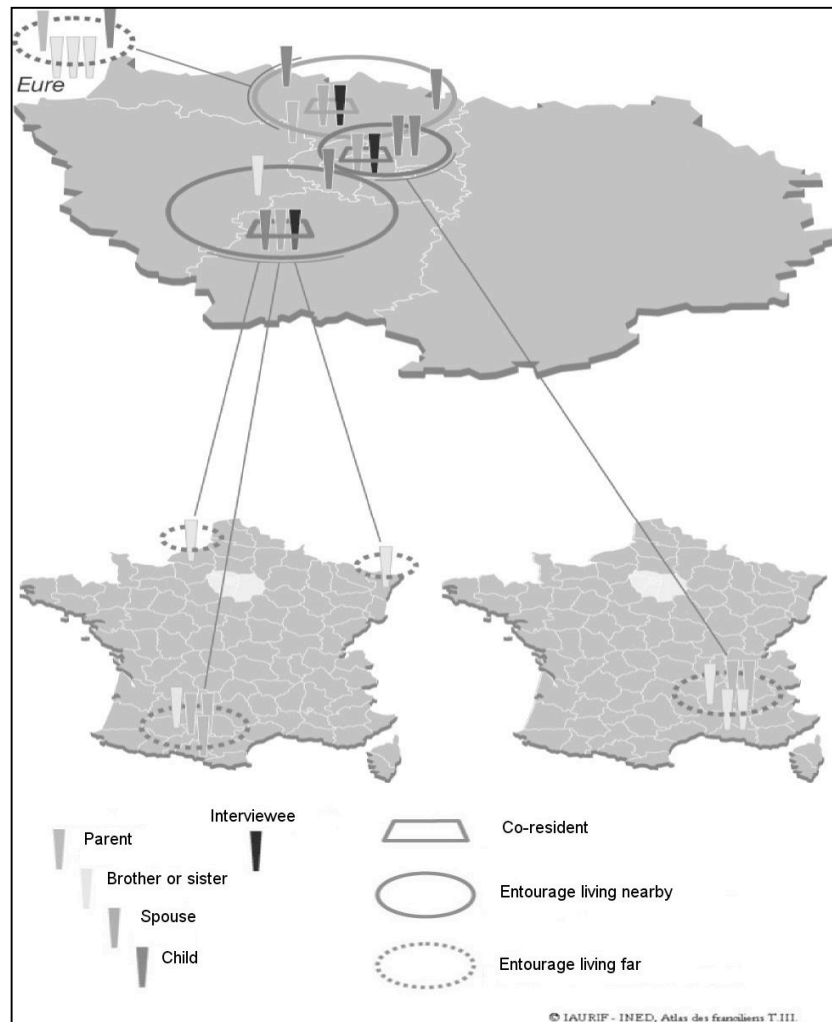 Eure
Interviewee
Parent
Brother or sister
Spouse
Child
Co-resident
Entourage living nearby
Entourage living far
© IAURIF - INED, Atlas des franciliens T.III.